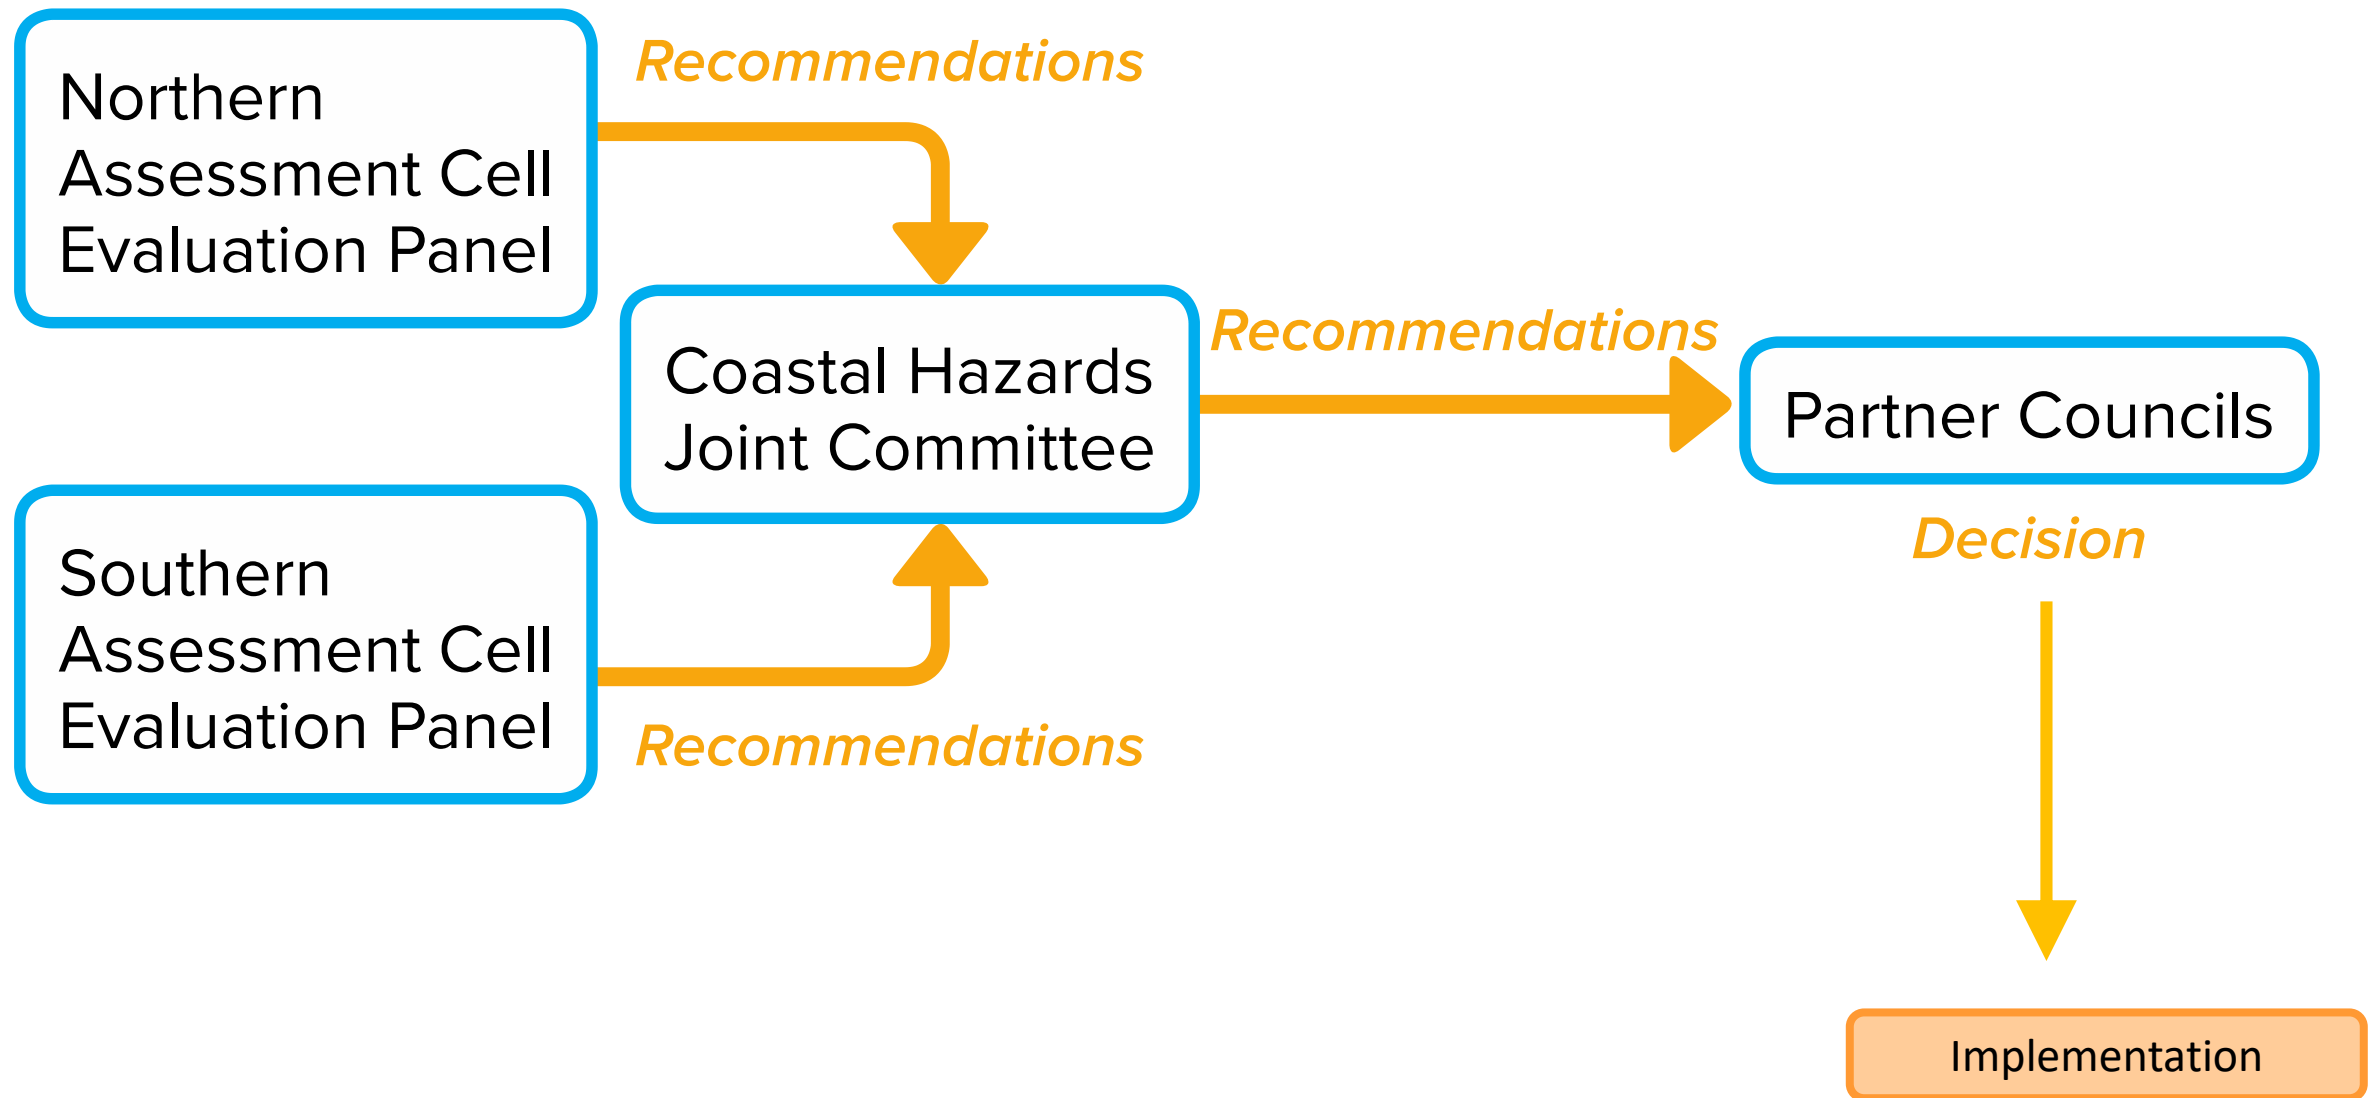 Northern
Assessment Cell
Evaluation Panel
Recommendations
Coastal Hazards
Joint Committee
Recommendations
Partner Councils
Decision
Southern
Assessment Cell
Evaluation Panel
Recommendations
Implementation